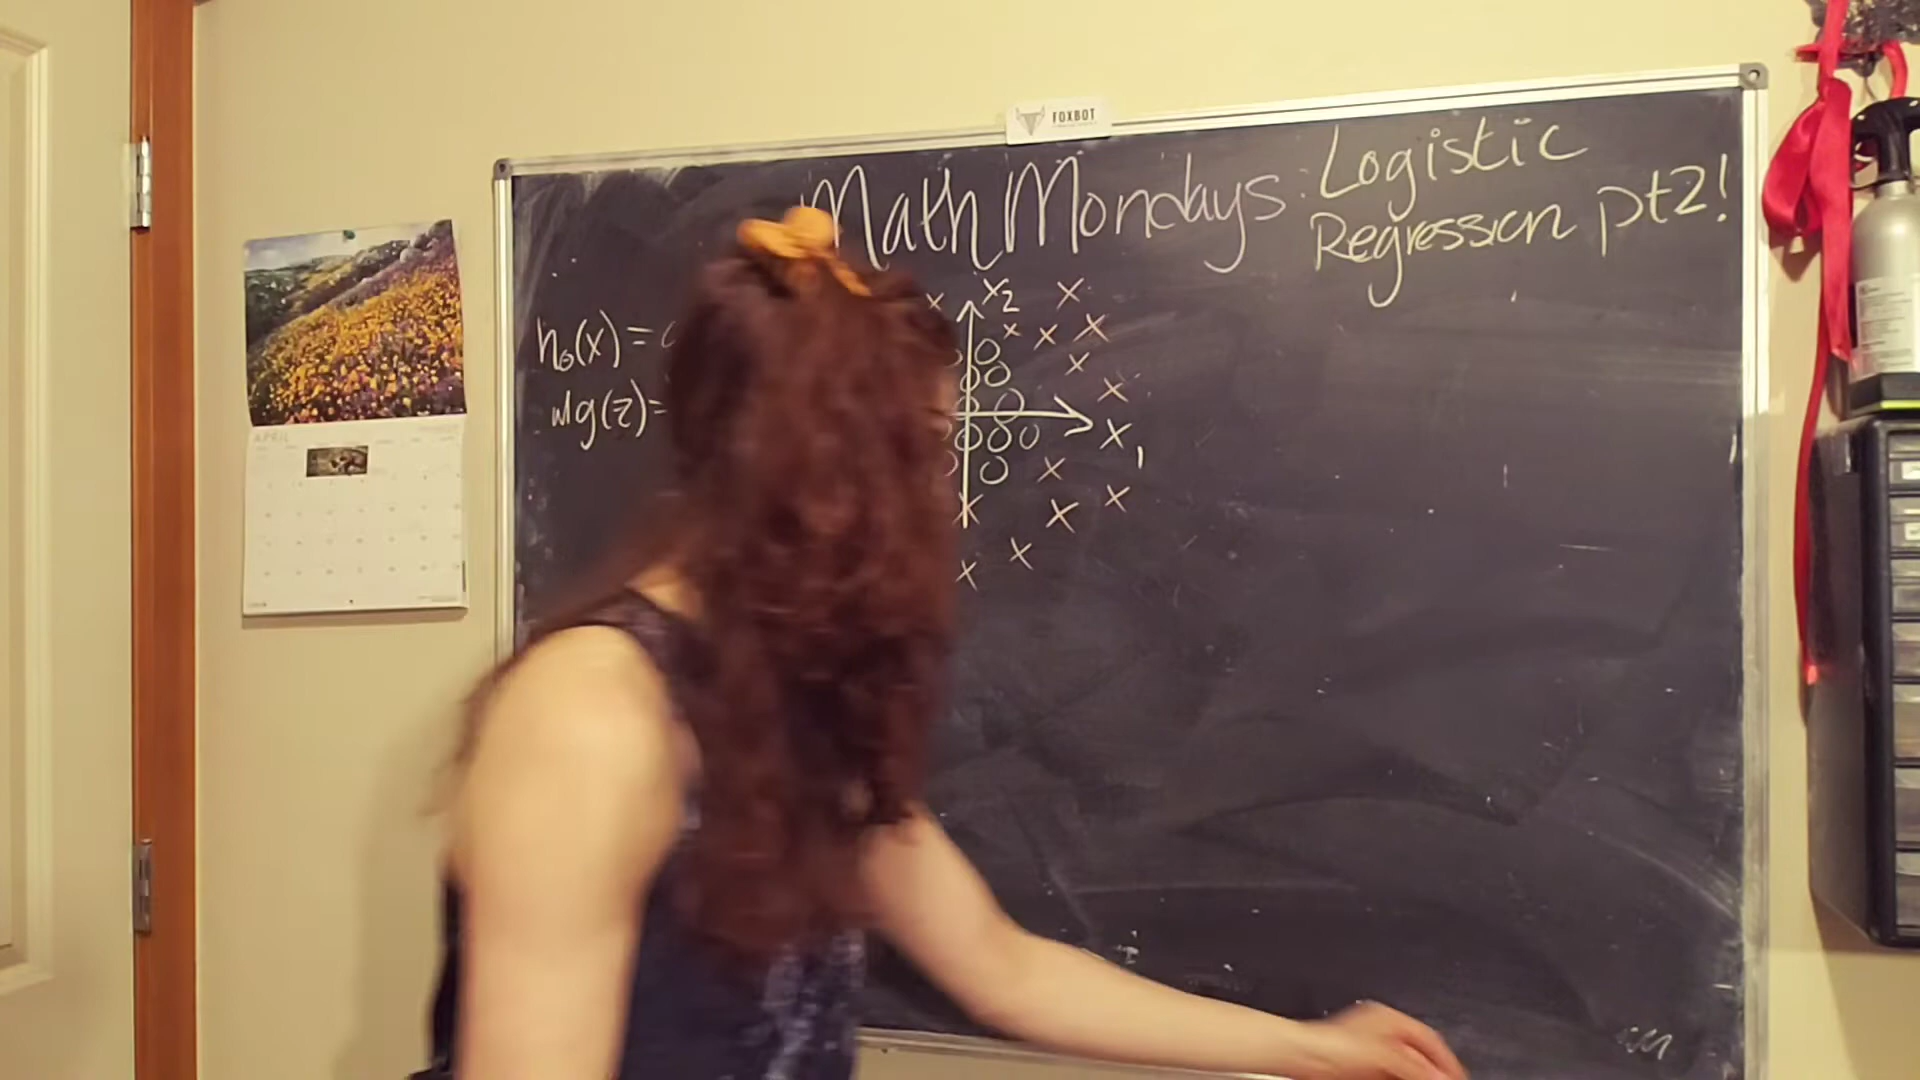 FOXBOT
Math Mondays: Logistic
Regression pt2!
hθ(x) =
w/g(z)=
x2
x1
APRIL